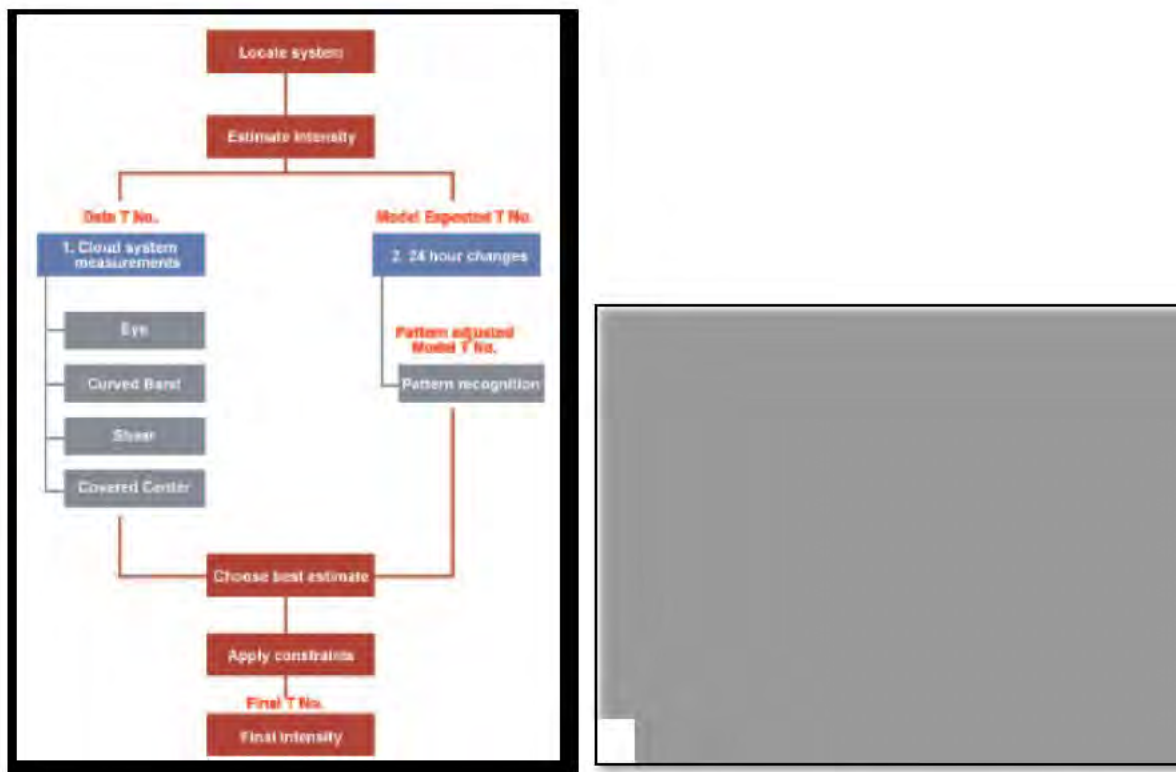 Locate system
Estimate Intensity
Data T No.
Model Expected T No.
1. Cloud system
measurements
2. 24 hour changes
Eye
Pattern adjusted
Model T No.
Curved Band
Pattern recognition
Shear
Covered Center
Choose best estimate
Apply constraints
Final T No.
Final Intensity